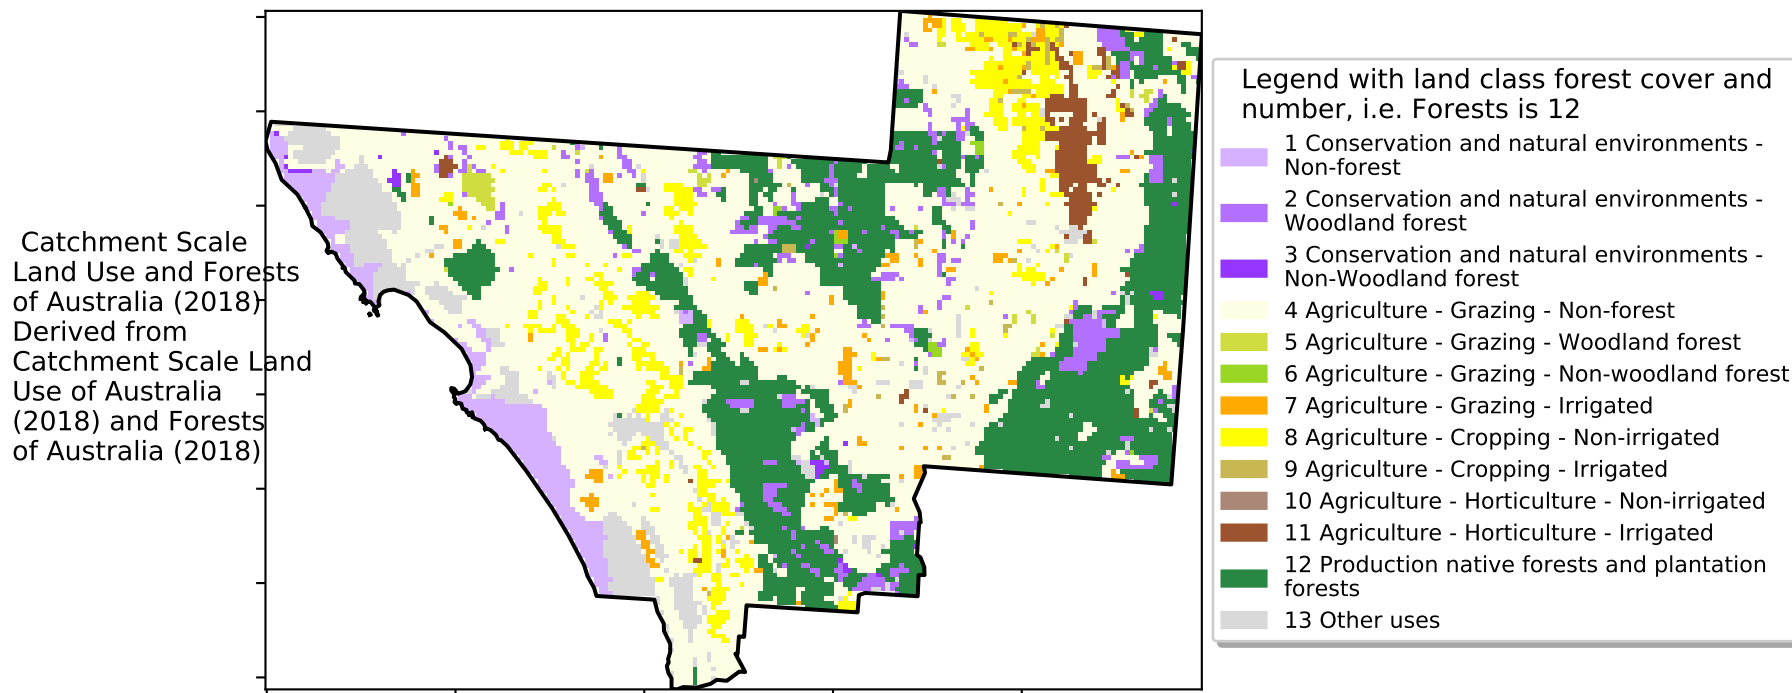 Catchment Scale
Land Use and Forests
of Australia (2018)
Derived from
Catchment Scale Land
Use of Australia
(2018) and Forests
of Australia (2018)
Legend with land class forest cover and
number, i.e. Forests is 12
1 Conservation and natural environments -
Non-forest
2 Conservation and natural environments -
Woodland forest
3 Conservation and natural environments -
Non-Woodland forest
4 Agriculture - Grazing - Non-forest
5 Agriculture - Grazing - Woodland forest
6 Agriculture - Grazing - Non-woodland forest
7 Agriculture - Grazing - Irrigated
8 Agriculture - Cropping - Non-irrigated
9 Agriculture - Cropping - Irrigated
10 Agriculture - Horticulture - Non-irrigated
11 Agriculture - Horticulture - Irrigated
12 Production native forests and plantation
forests
13 Other uses